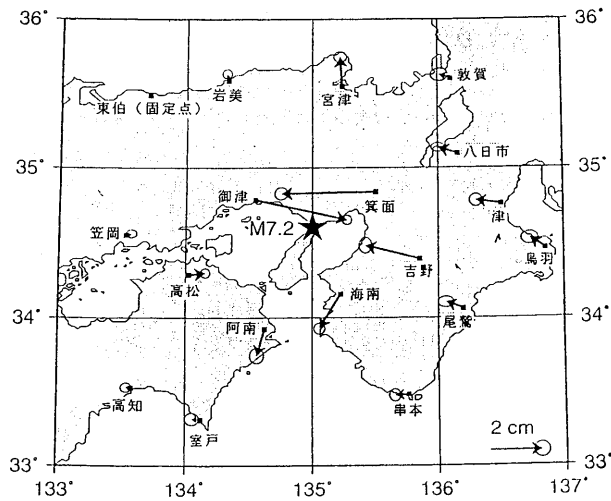 36°
36°
敦賀
岩美
宮津
東伯（固定点）
八日市
35°
35°
御津
箕面
津
笠岡
M7.2
鳥羽
吉野
高松
海南
34°
34°
阿南
尾鷲
高知
串本
室戸
2 cm
33°
33°
133°
134°
135°
136°
137°